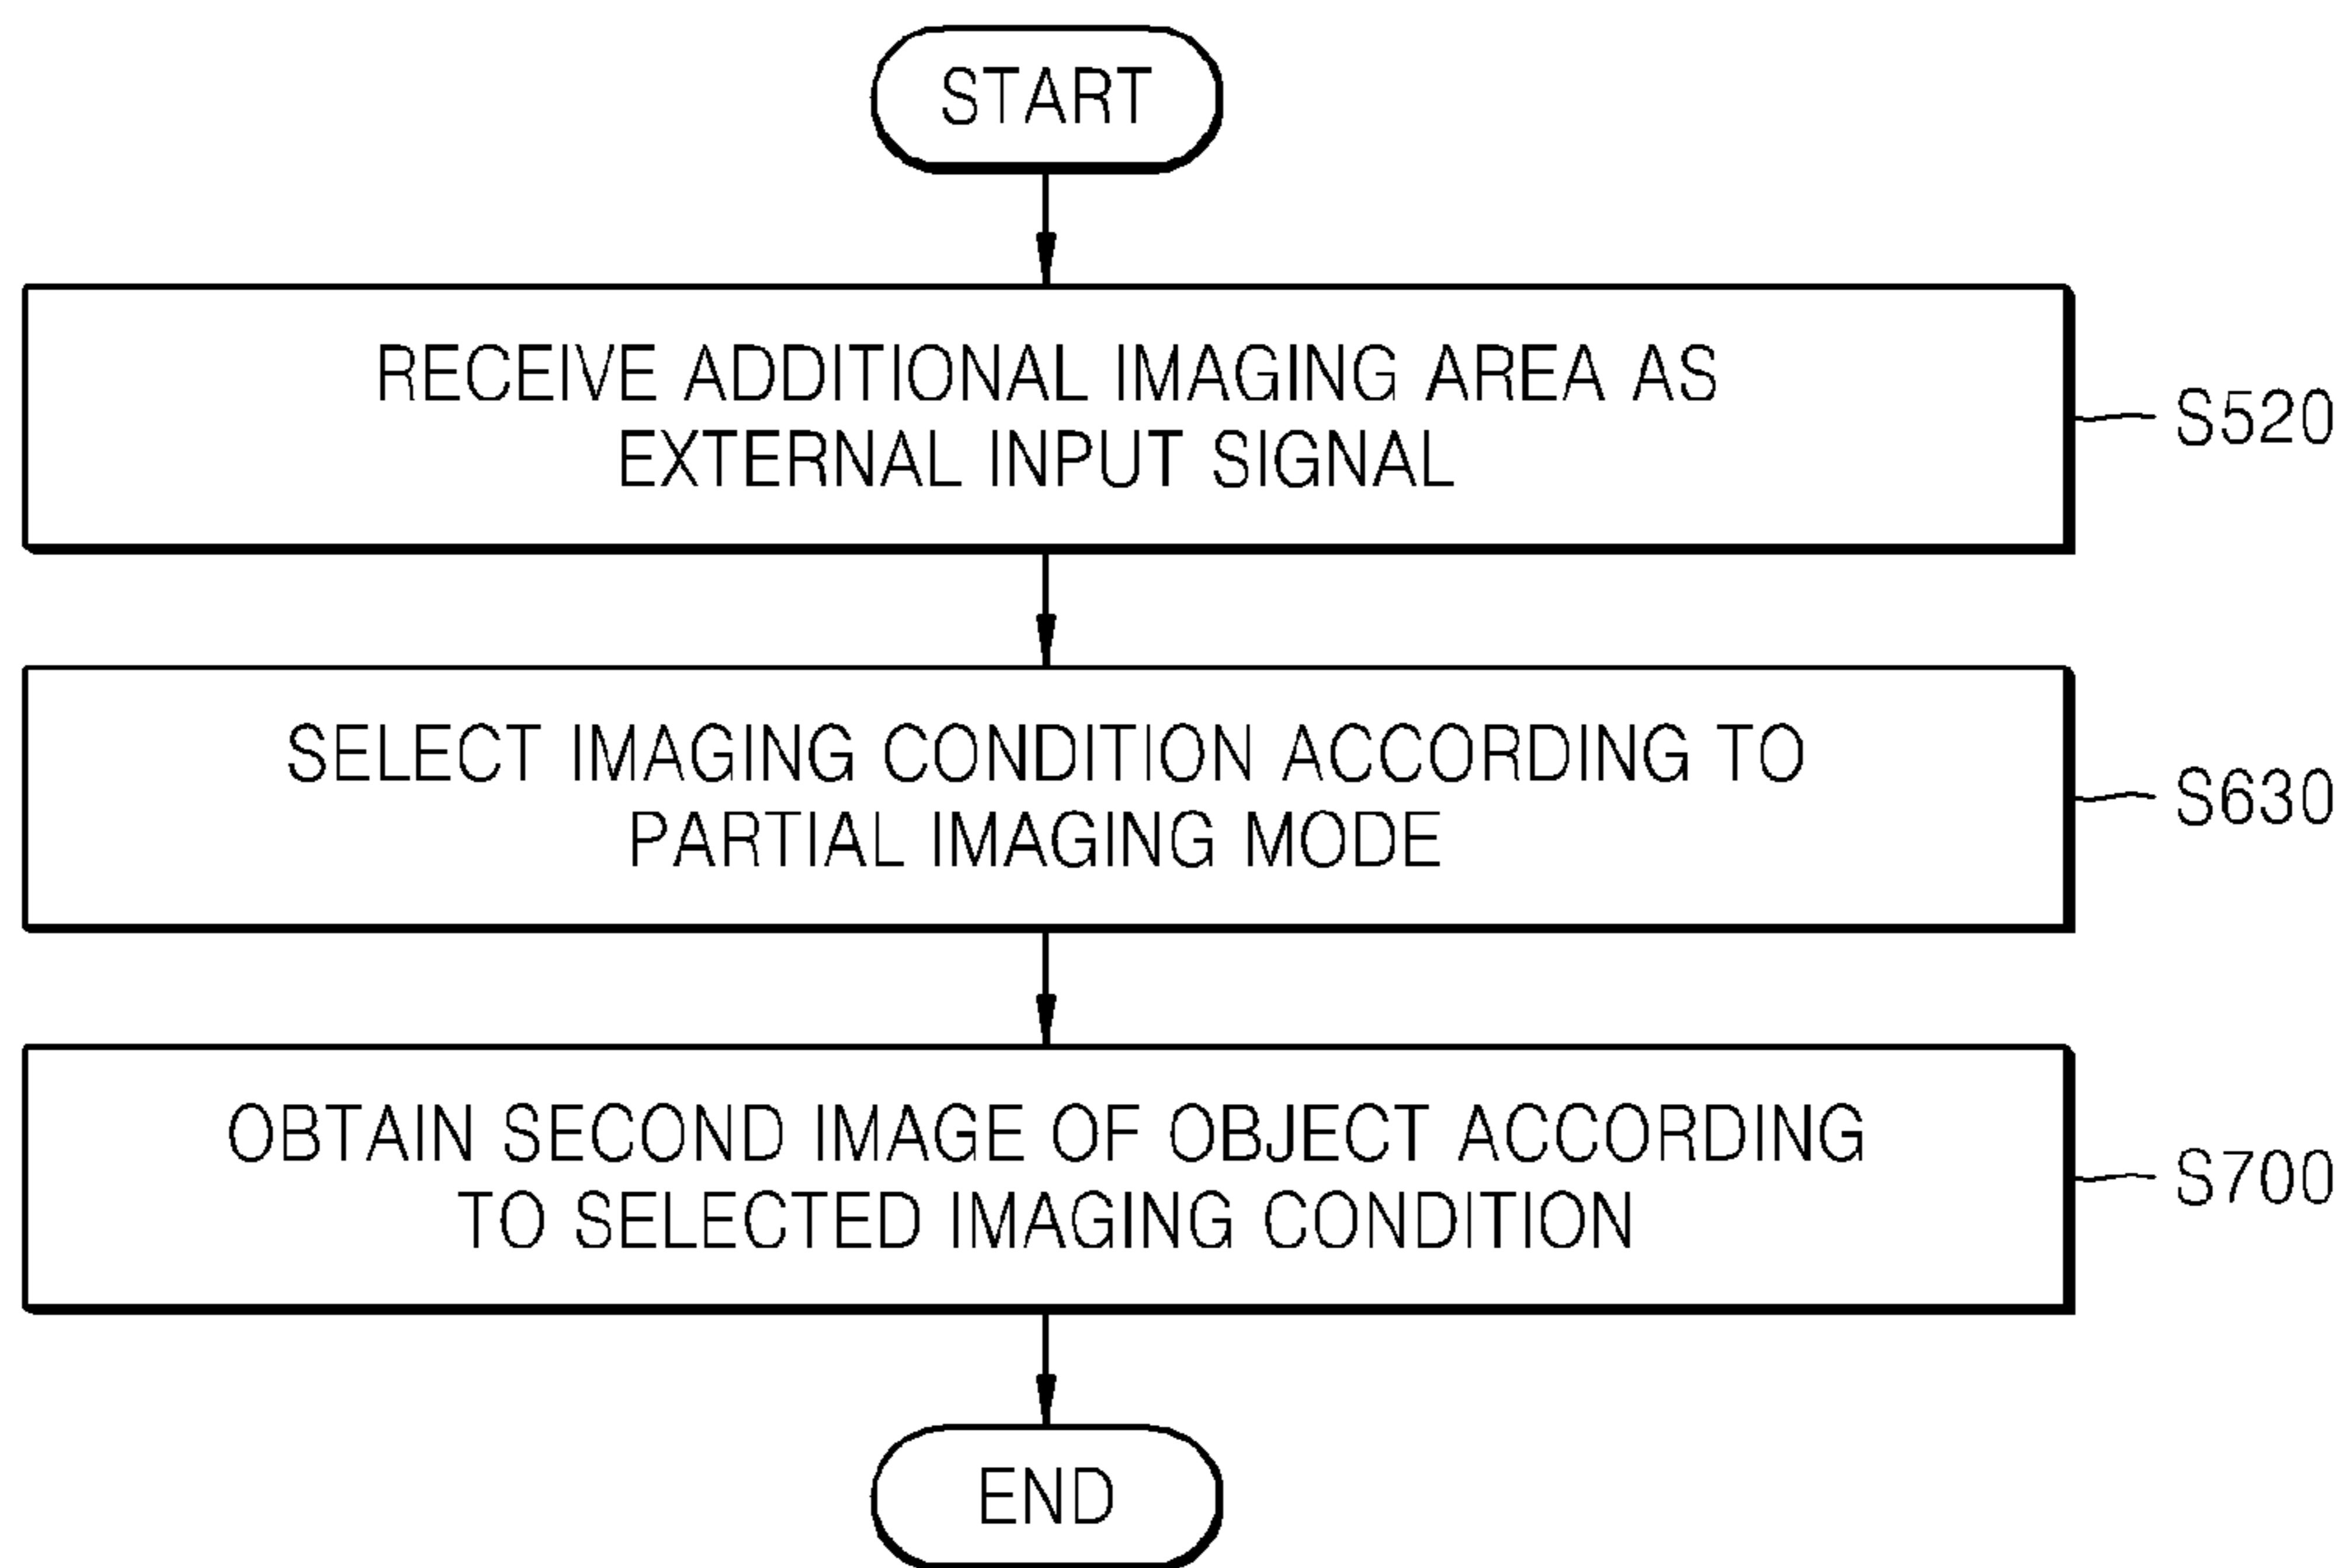 START
RECEIVE ADDITIONAL IMAGING AREA AS
EXTERNAL INPUT SIGNAL
S520
SELECT IMAGING CONDITION ACCORDING TO
PARTIAL IMAGING MODE
S630
OBTAIN SECOND IMAGE OF OBJECT ACCORDING
TO SELECTED IMAGING CONDITION
S700
END